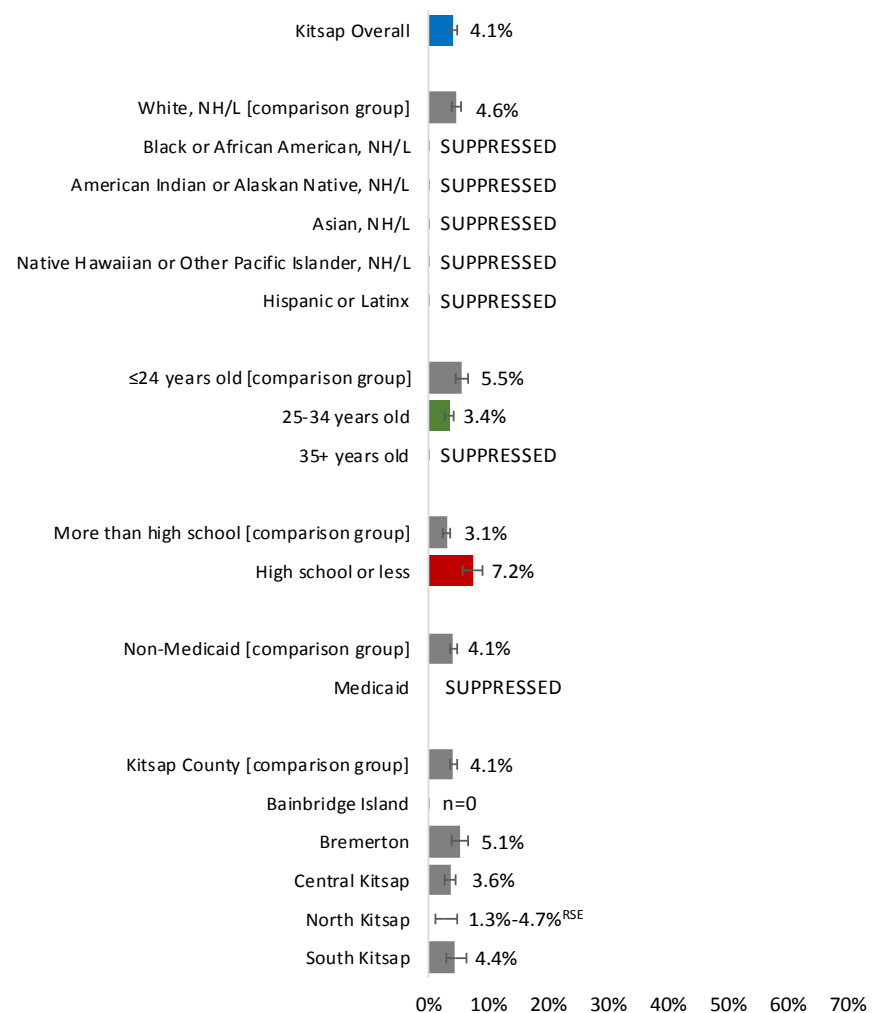 Kitsap Overall 4.1%
White, NH/L [comparison group] 4.6%
Black or African American, NH/L SUPPRESSED
American Indian or Alaskan Native, NH/L SUPPRESSED
Asian, NH/L SUPPRESSED
Native Hawaiian or Other Pacific Islander, NH/L SUPPRESSED
Hispanic or Latinx SUPPRESSED
≤24 years old [comparison group] 5.5%
25-34 years old 3.4%
35+ years old SUPPRESSED
More than high school [comparison group] 3.1%
High school or less 7.2%
Non-Medicaid [comparison group] 4.1%
Medicaid SUPPRESSED
Kitsap County [comparison group] 4.1%
Bainbridge Island n=0
Bremerton 5.1%
Central Kitsap 3.6%
North Kitsap 1.3%-4.7%RSE
South Kitsap 4.4%
0% 10% 20% 30% 40% 50% 60% 70%